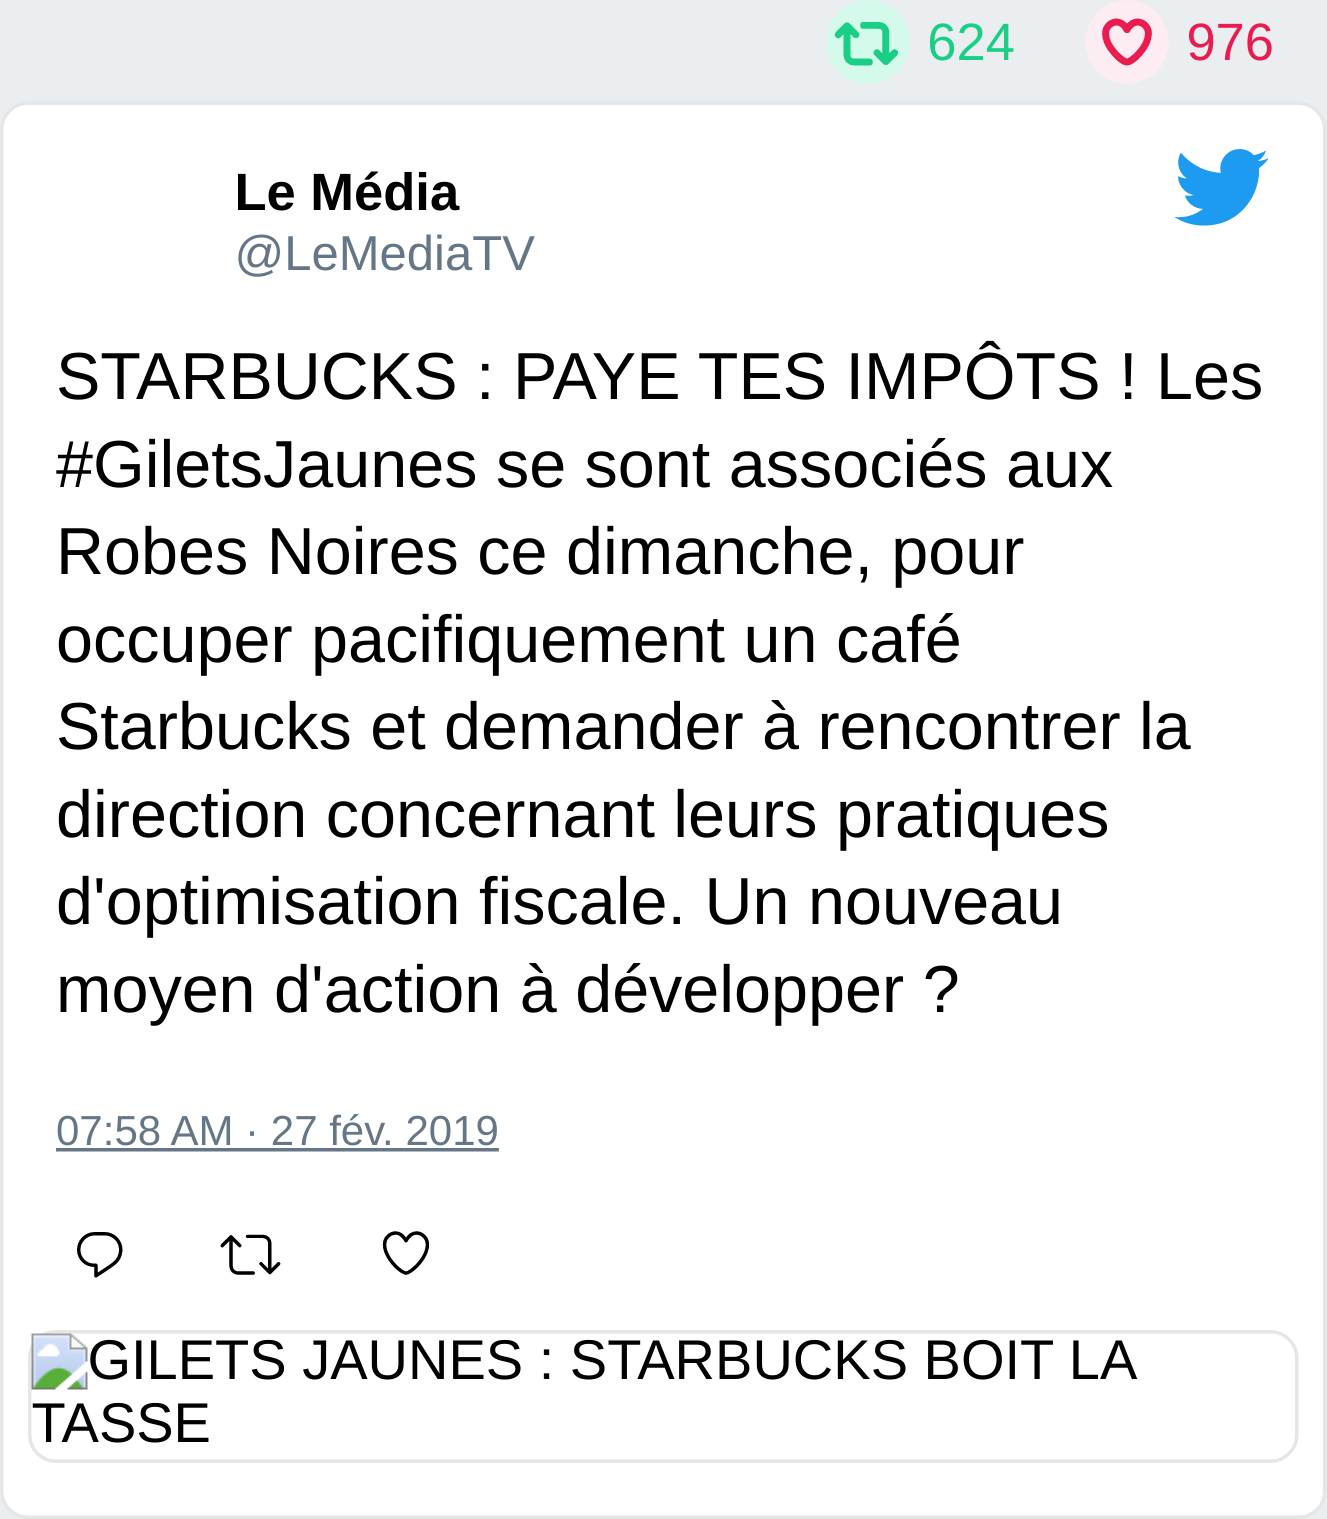 624 976
Le Média
@LeMediaTV
STARBUCKS : PAYE TES IMPÔTS ! Les
#GiletsJaunes se sont associés aux
Robes Noires ce dimanche, pour
occuper pacifiquement un café
Starbucks et demander à rencontrer la
direction concernant leurs pratiques
d'optimisation fiscale. Un nouveau
moyen d'action à développer ?
07:58 AM · 27 fév. 2019
GILETS JAUNES : STARBUCKS BOIT LA
TASSE